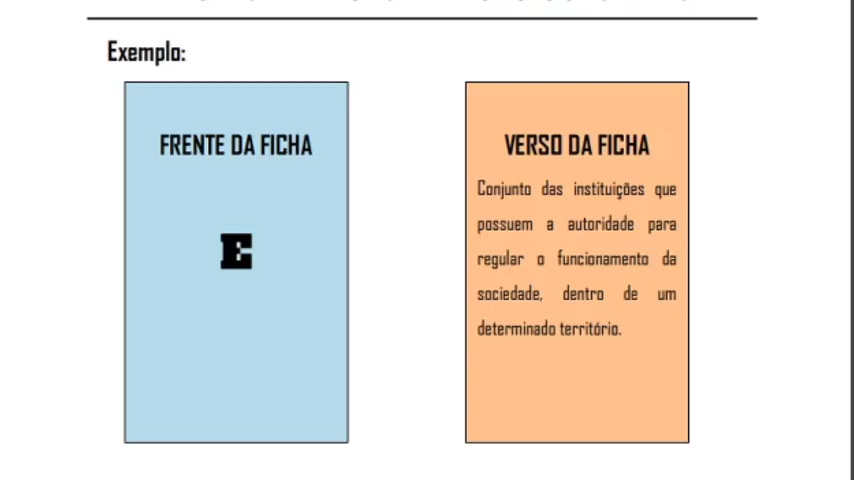 Exemplo:
FRENTE DA FICHA
E
VERSO DA FICHA
Conjunto das instituições que
possuem a autoridade para
regular o funcionamento da
sociedade, dentro de um
determinado território.